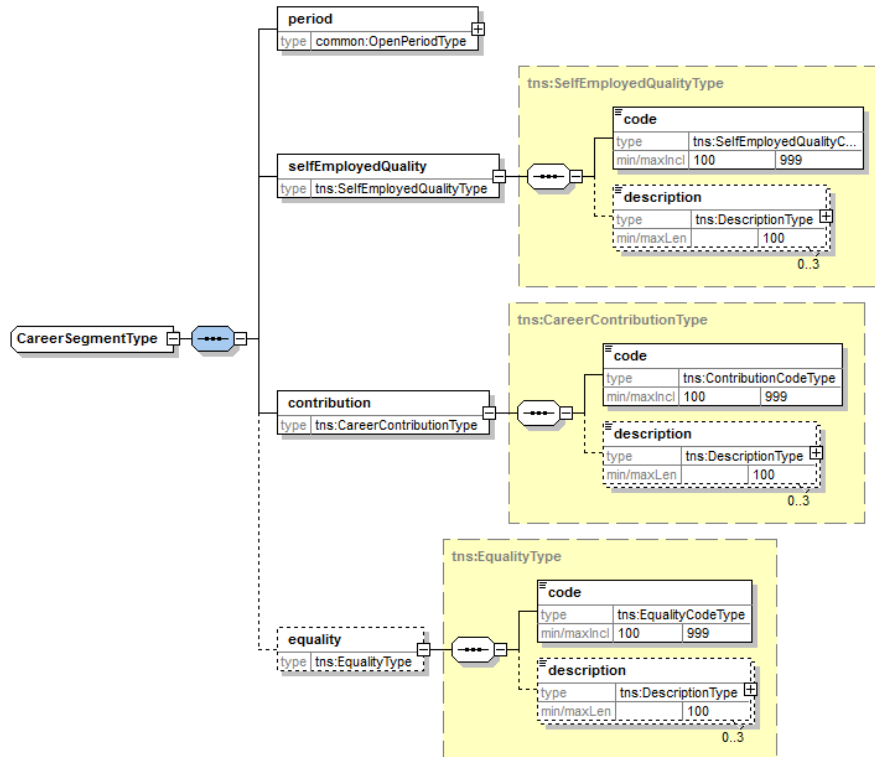 period
type common:OpenPeriodType
tns:SelfEmployedQualityType
code
type tns:SelfEmployedQualityC...
min/maxIncl 100 999
selfEmployedQuality
type tns:SelfEmployedQualityType
description
type tns:DescriptionType
min/maxLen 100
0..3
CareerSegmentType
tns:CareerContributionType
code
type tns:ContributionCodeType
min/maxIncl 100 999
contribution
type tns:CareerContributionType
description
type tns:DescriptionType
min/maxLen 100
0..3
tns:EqualityType
code
type tns:EqualityCodeType
min/maxIncl 100 999
equality
type tns:EqualityType
description
type tns:DescriptionType
min/maxLen 100
0..3